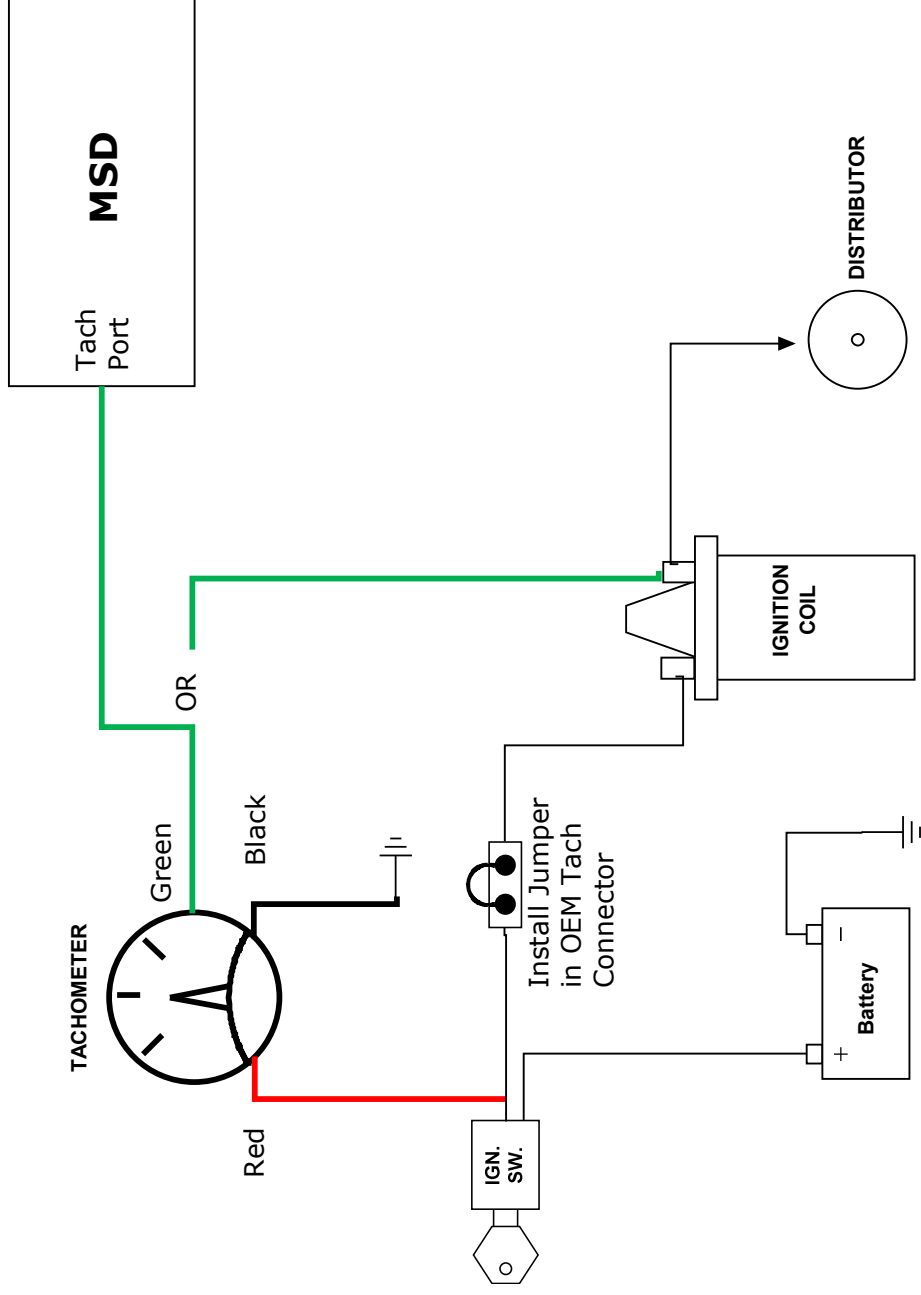 TACHOMETER
Red
Green
Black
OR
Tach
Port
MSD
IGN.
SW.
Install Jumper
in OEM Tach
Connector
Battery
+
−
IGNITION
COIL
DISTRIBUTOR